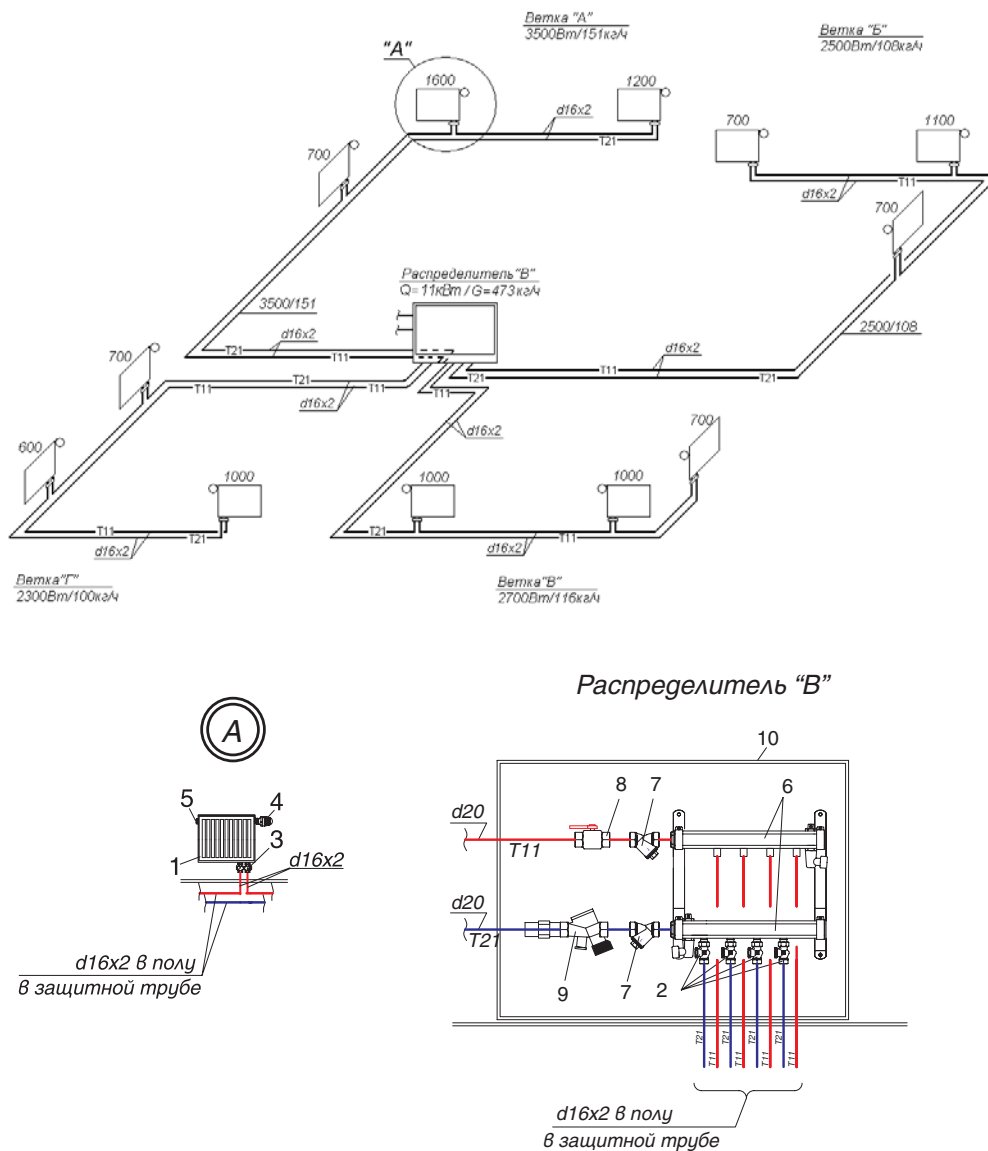 Ветка "А"
3500Вт/151кг/ч
Ветка "Б"
2500Вт/108кг/ч
"А"
1600
1200
d16x2
T21
700
700
1100
T11
d16x2
700
Распределитель"В"
Q=11кВт / G=473кг/ч
3500/151
d16x2
T21
T11
2500/108
d16x2
T11
T21
T21
700
T21
T11
d16x2
T11
d16x2
600
1000
T11
T21
d16x2
1000
1000
700
T11
d16x2
Ветка"Г"
2300Вт/100кг/ч
Ветка"В"
2700Вт/116кг/ч
Распределитель “В”
А
10
5
4
1
3
d16x2
d16x2 в полу
в защитной трубе
d20
T11
8
7
6
d20
T21
9
7
2
T21
T11
T21
T11
T21
T11
T21
T11
d16x2 в полу
в защитной трубе